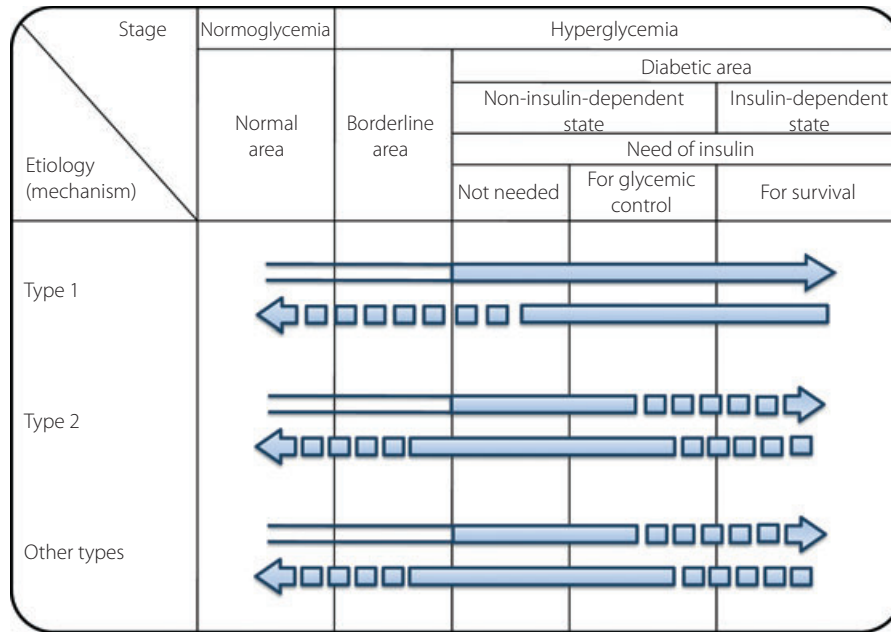 Stage
Normoglycemia
Hyperglycemia
Diabetic area
Non-insulin-dependent
state
Insulin-dependent
state
Normal
area
Borderline
area
Need of insulin
Etiology
(mechanism)
Not needed
For glycemic
control
For survival
Type 1
Type 2
Other types